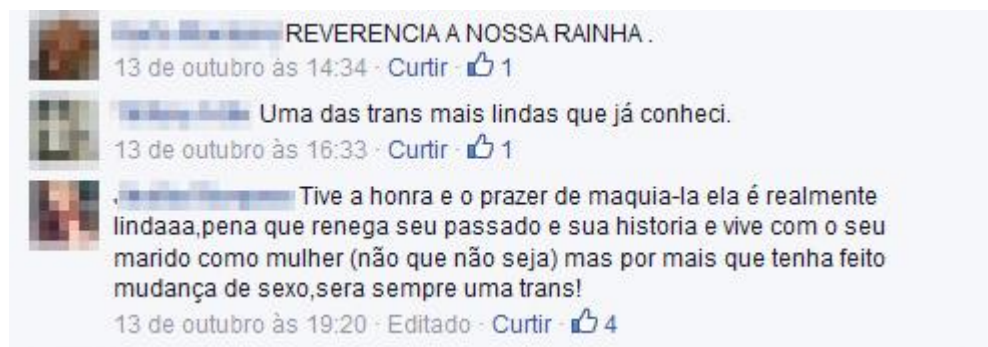 REVERENCIA A NOSSA RAINHA .
13 de outubro às 14:34 · Curtir · 1
Uma das trans mais lindas que já conheci.
13 de outubro às 16:33 · Curtir · 1
Tive a honra e o prazer de maquia-la ela é realmente
lindaaa,pena que renega seu passado e sua historia e vive com o seu
marido como mulher (não que não seja) mas por mais que tenha feito
mudança de sexo,sera sempre uma trans!
13 de outubro às 19:20 · Editado · Curtir · 4